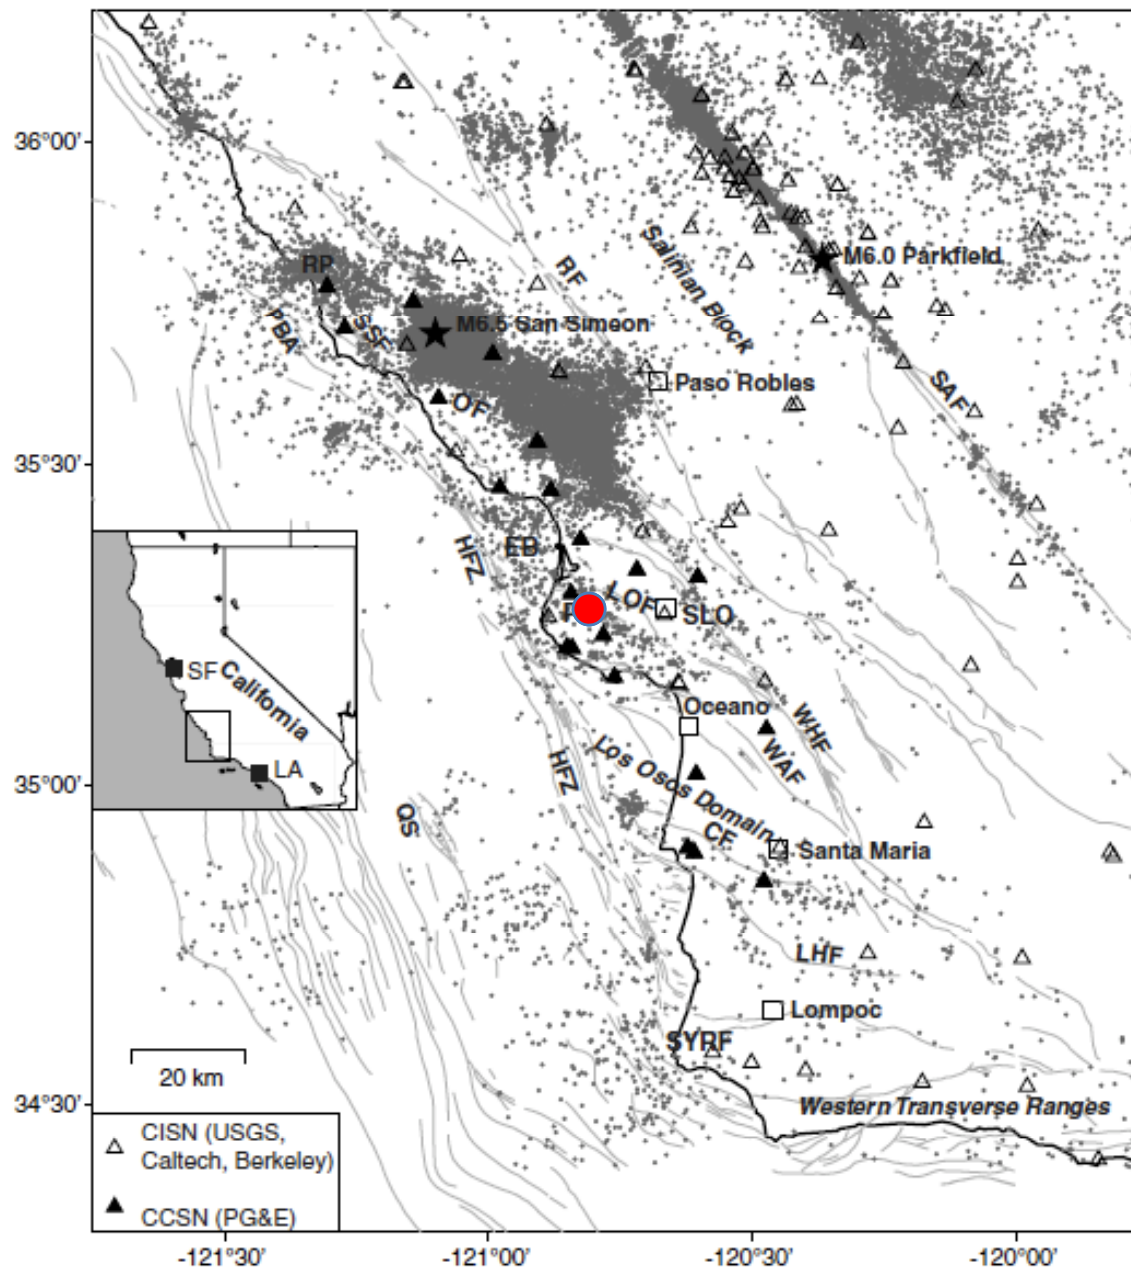 36°00'
35°30'
35°00'
34°30'
-121°30'
-121°00'
-120°30'
-120°00'
RP
PBA
SSF
M6.5 San Simeon
OF
RF
Salinian Block
M6.0 Parkfield
Paso Robles
SAF
HFZ
EB
LOF
SLO
Oceano
WHF
WAF
Los Osos Domain
HFZ
QS
CF
Santa Maria
LHF
Lompoc
SYRF
Western Transverse Ranges
SF
California
LA
20 km
CISN (USGS,
Caltech, Berkeley)
CCSN (PG&E)